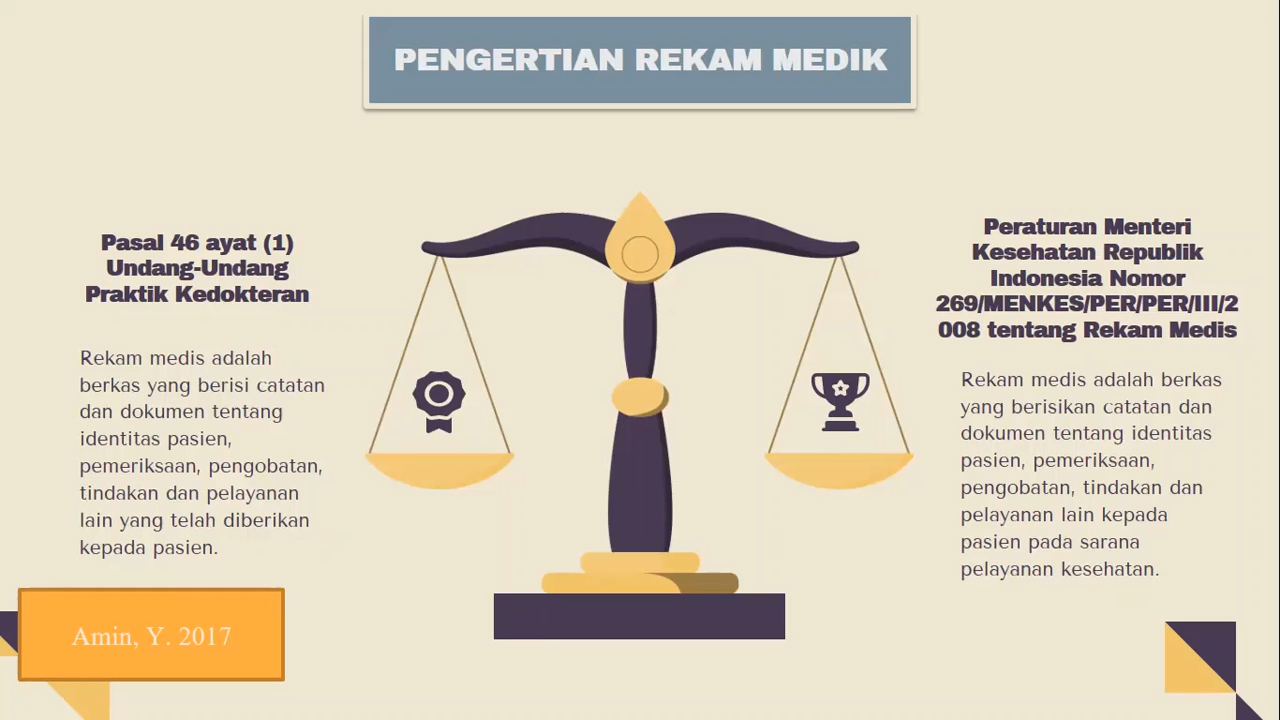 PENGERTIAN REKAM MEDIK
Pasal 46 ayat (1)
Undang-Undang
Praktik Kedokteran
Rekam medis adalah
berkas yang berisi catatan
dan dokumen tentang
identitas pasien,
pemeriksaan, pengobatan,
tindakan dan pelayanan
lain yang telah diberikan
kepada pasien.
Peraturan Menteri
Kesehatan Republik
Indonesia Nomor
269/MENKES/PER/PER/III/2
008 tentang Rekam Medis
Rekam medis adalah berkas
yang berisikan catatan dan
dokumen tentang identitas
pasien, pemeriksaan,
pengobatan, tindakan dan
pelayanan lain kepada
pasien pada sarana
pelayanan kesehatan.
Amin, Y. 2017